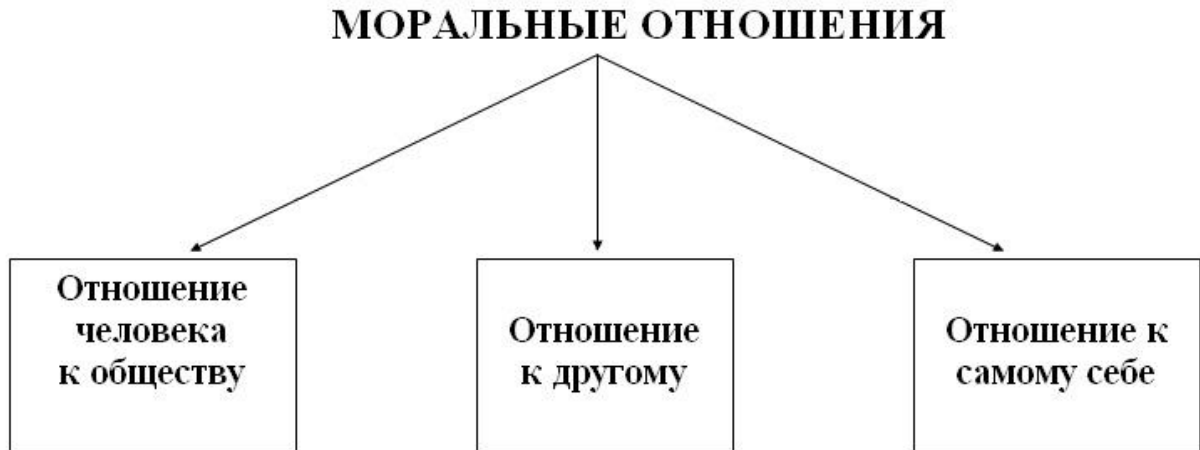 МОРАЛЬНЫЕ ОТНОШЕНИЯ
Отношение
человека
к обществу
Отношение
к другому
Отношение к
самому себе